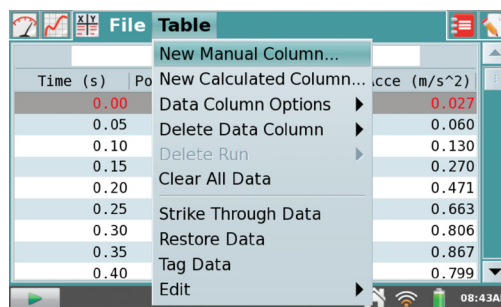 File Table
New Manual Column...
New Calculated Column...
Data Column Options
Delete Data Column
Delete Run
Clear All Data
Strike Through Data
Restore Data
Tag Data
Edit
Time (s) Po cce (m/s^2)
0.00 0.027
0.05 0.060
0.10 0.130
0.15 0.270
0.20 0.471
0.25 0.663
0.30 0.806
0.35 0.867
0.40 0.799
08:43AM